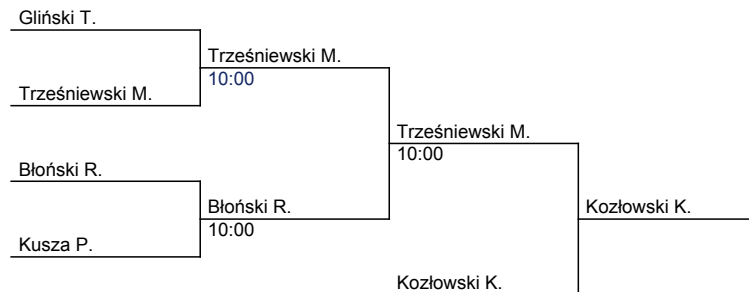 Gliński T.
Trześniewski M.
10:00
Trześniewski M.
Trześniewski M.
10:00
Błoński R.
Błoński R.
10:00
Kozłowski K.
Kusza P.
Kozłowski K.